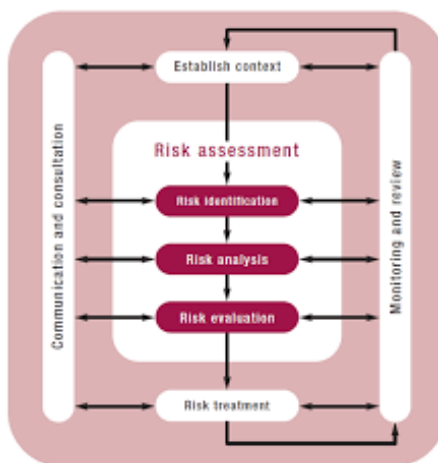 Establish context
Communication and consultation
Risk assessment
Risk identification
Risk analysis
Risk evaluation
Monitoring and review
Risk treatment